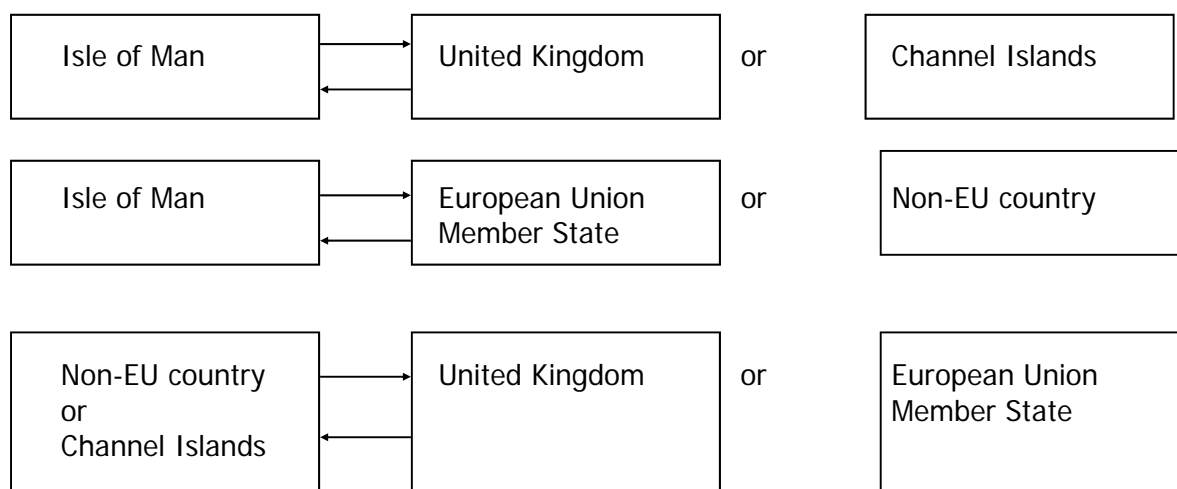 Isle of Man
United Kingdom
or
Channel Islands
Isle of Man
European Union
Member State
or
Non-EU country
Non-EU country
or
Channel Islands
United Kingdom
or
European Union
Member State